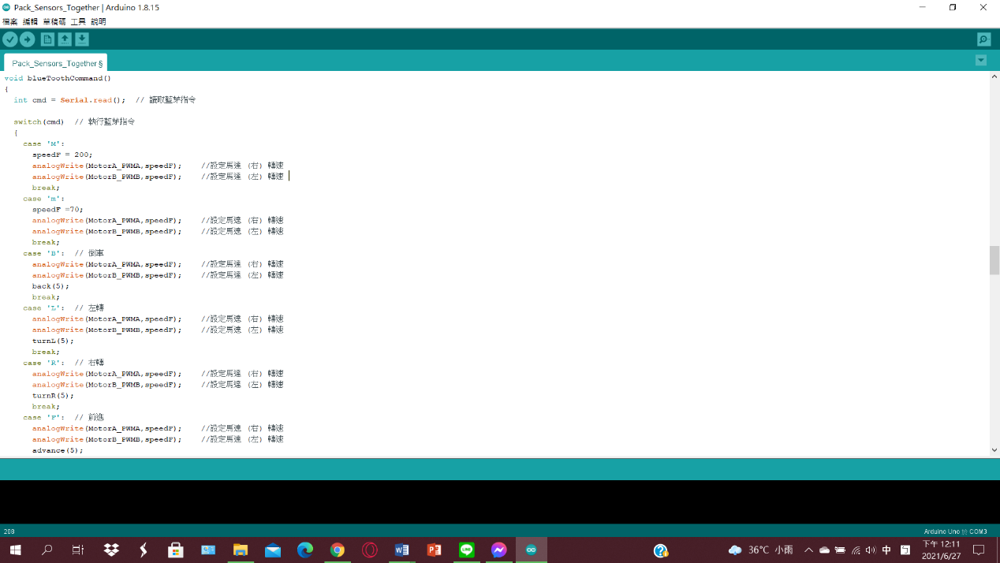 Pack_Sensors_Together | Arduino 1.8.15
檔案 編輯 草稿碼 工具 說明
Pack_Sensors_Together §
void blueToothCommand()
{
int cmd = Serial.read(); // 讀取藍芽指令
switch(cmd) // 執行藍芽指令
{
case 'M':
speedF = 200;
analogWrite(MotorA_PWMA,speedF); //設定馬達 (右) 轉速
analogWrite(MotorB_PWMB,speedF); //設定馬達 (左) 轉速
break;
case 'm':
speedF =70;
analogWrite(MotorA_PWMA,speedF); //設定馬達 (右) 轉速
analogWrite(MotorB_PWMB,speedF); //設定馬達 (左) 轉速
break;
case 'B': // 倒車
analogWrite(MotorA_PWMA,speedF); //設定馬達 (右) 轉速
analogWrite(MotorB_PWMB,speedF); //設定馬達 (左) 轉速
back(5);
break;
case 'L': // 左轉
analogWrite(MotorA_PWMA,speedF); //設定馬達 (右) 轉速
analogWrite(MotorB_PWMB,speedF); //設定馬達 (左) 轉速
turnL(5);
break;
case 'R': // 右轉
analogWrite(MotorA_PWMA,speedF); //設定馬達 (右) 轉速
analogWrite(MotorB_PWMB,speedF); //設定馬達 (左) 轉速
turnR(5);
break;
case 'F': // 前進
analogWrite(MotorA_PWMA,speedF); //設定馬達 (右) 轉速
analogWrite(MotorB_PWMB,speedF); //設定馬達 (左) 轉速
advance(5);
208
Arduino Uno 於 COM3
36°C 小雨
中
下午 12:11
2021/6/27